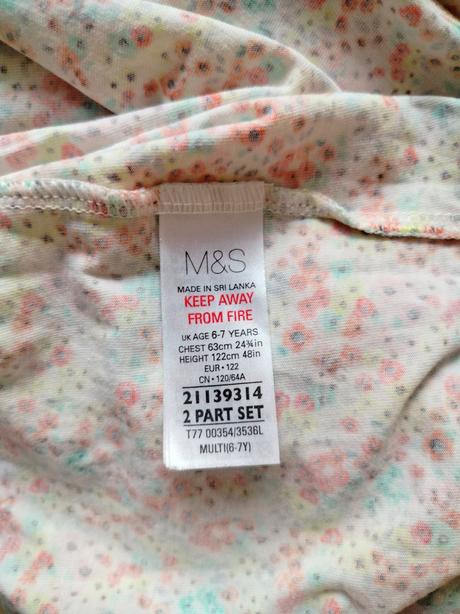 M&S
MADE IN SRI LANKA
KEEP AWAY
FROM FIRE
UK AGE 6-7 YEARS
CHEST 63cm 24¾in
HEIGHT 122cm 48in
EUR • 122
CN • 120/64A
21139314
2 PART SET
T77 00354/3536L
MULTI(6-7Y)